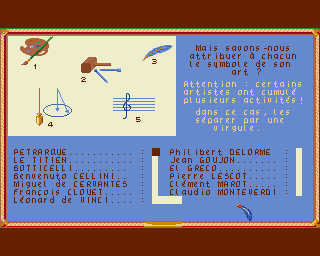 Mais savons-nous
attribuer à chacun
le symbole de son
art ?
Attention : certains
artistes ont cumulé
plusieurs activités!
dans ce cas, les
séparer par une
virgule.
1
2
3
4
5
PETRARQUE.......... :
LE TITIEN.......... :
BOTTICELLI......... :
Benvenuto CELLINI.. :
Miguel de CERVANTES :
François CLOUET.... :
Léonard de VINCI... :
Philibert DELORME :
Jean GOUJON....... :
EL GRECO.......... :
Pierre LESCOT..... :
Clément MAROT..... :
Claudio MONTEVERDI :